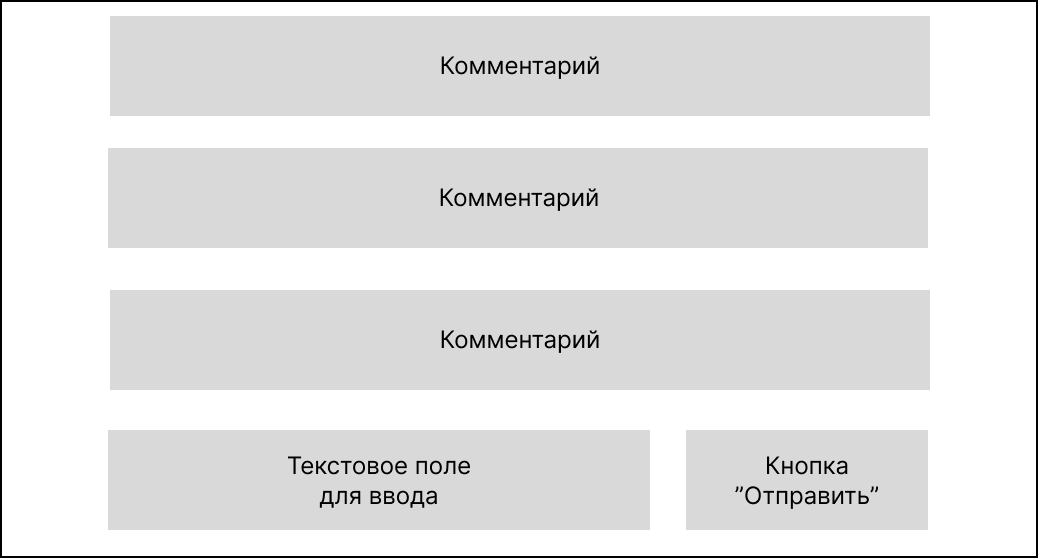 Комментарий
Комментарий
Комментарий
Текстовое поле
для ввода
Кнопка
”Отправить”